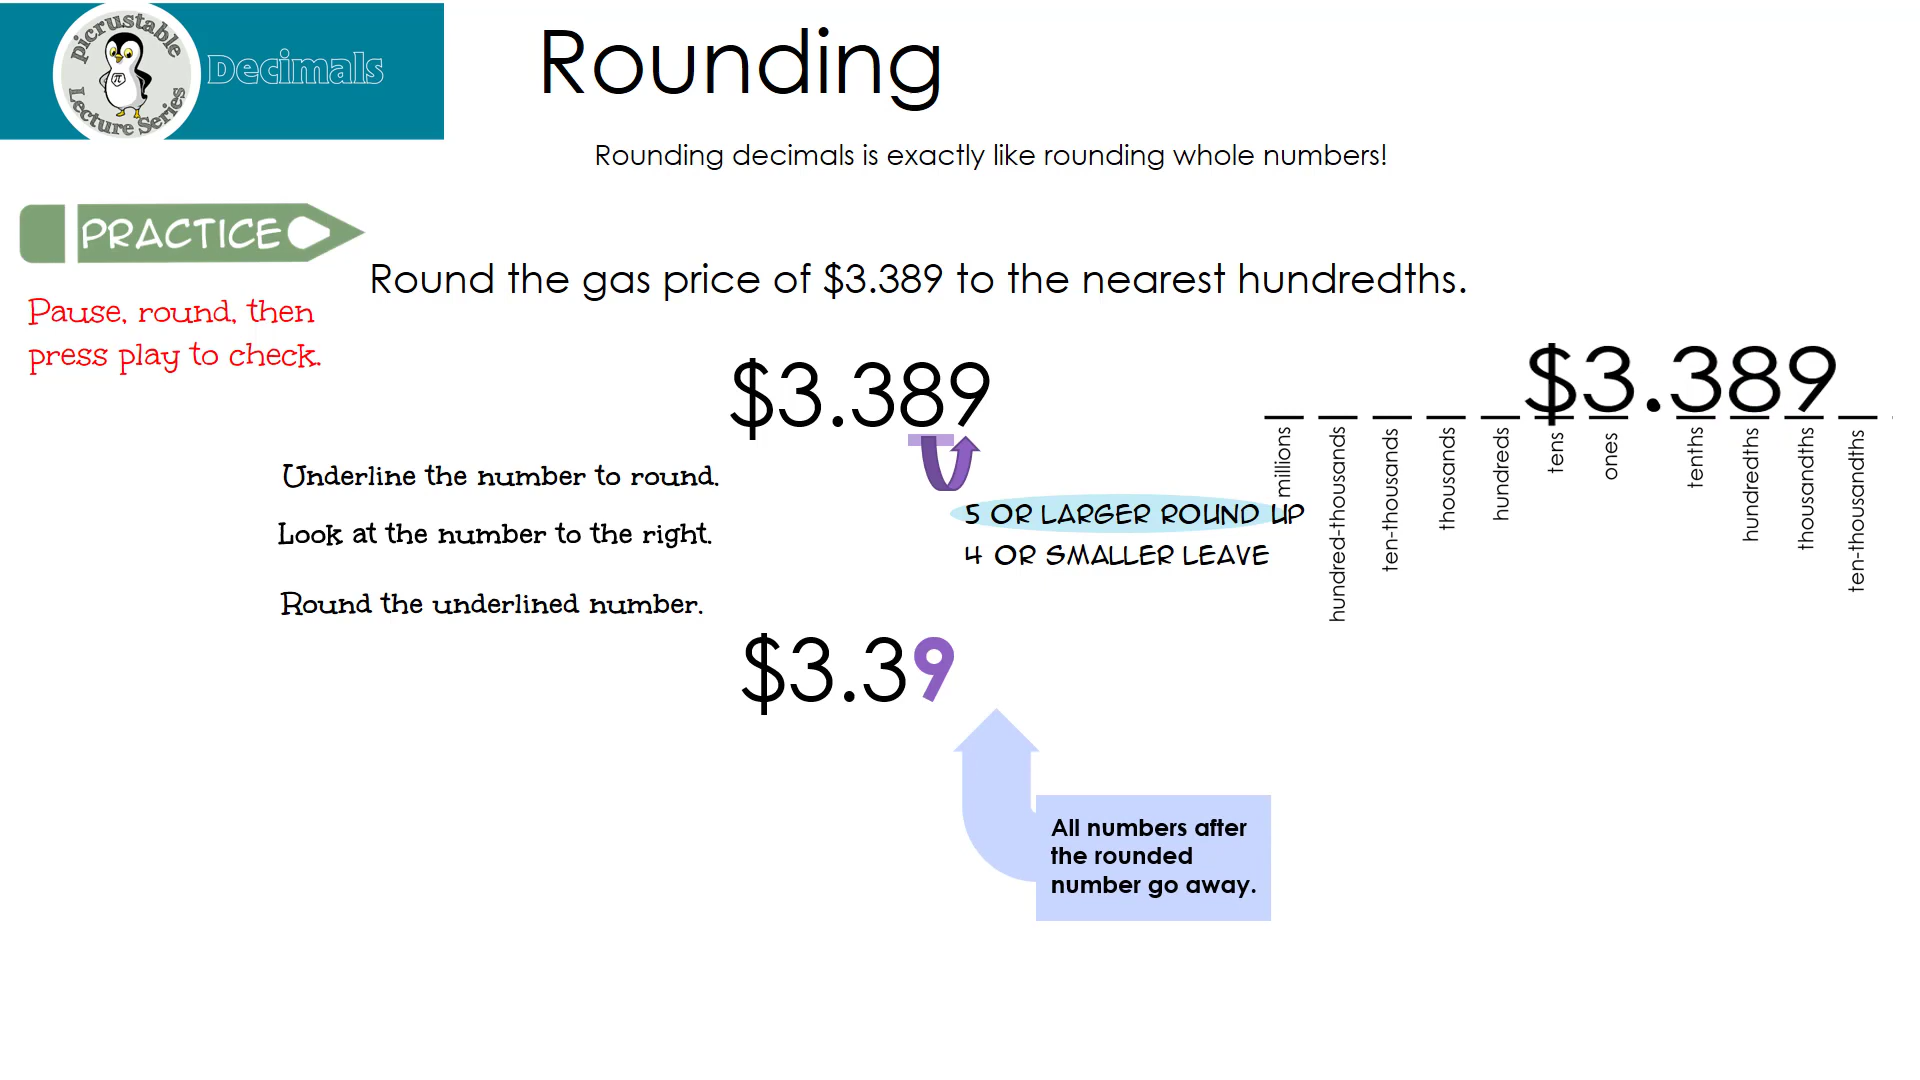 picrustable
Lecture Series
π
Decimals
Rounding
Rounding decimals is exactly like rounding whole numbers!
PRACTICE
Round the gas price of $3.389 to the nearest hundredths.
Pause, round, then
press play to check.
$3.389
$3.389
millions
hundred-thousands
ten-thousands
thousands
hundreds
tens
ones
tenths
hundredths
thousandths
ten-thousandths
Underline the number to round.
5 OR LARGER ROUND UP
Look at the number to the right.
4 OR SMALLER LEAVE
Round the underlined number.
$3.39
All numbers after
the rounded
number go away.